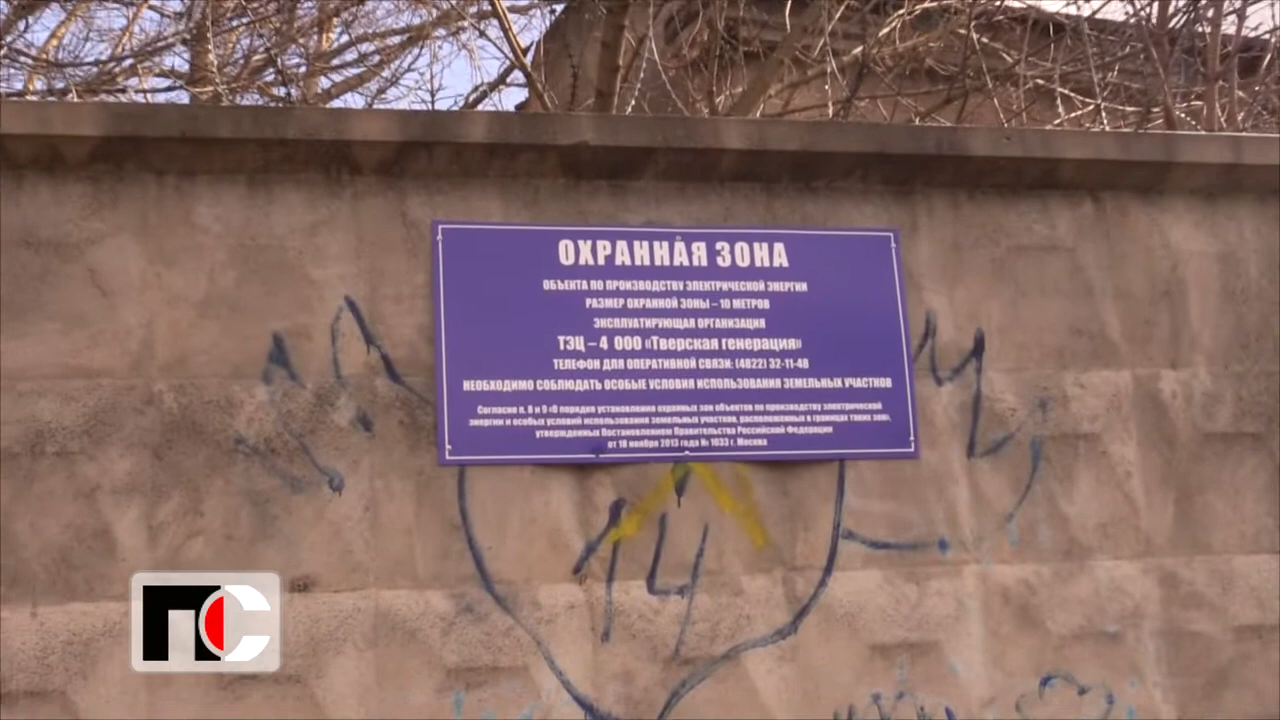 ОХРАННАЯ ЗОНА
ОБЪЕКТА ПО ПРОИЗВОДСТВУ ЭЛЕКТРИЧЕСКОЙ ЭНЕРГИИ
РАЗМЕР ОХРАННОЙ ЗОНЫ – 10 МЕТРОВ
ЭКСПЛУАТИРУЮЩАЯ ОРГАНИЗАЦИЯ
ТЭЦ – 4 ООО «Тверская генерация»
ТЕЛЕФОН ДЛЯ ОПЕРАТИВНОЙ СВЯЗИ: (4822) 32-11-48
НЕОБХОДИМО СОБЛЮДАТЬ ОСОБЫЕ УСЛОВИЯ ИСПОЛЬЗОВАНИЯ ЗЕМЕЛЬНЫХ УЧАСТКОВ
Согласно п. 8 и 9 «О порядке установления охранных зон объектов по производству электрической
энергии и особых условий использования земельных участков, расположенных в границах таких зон»,
утвержденных Постановлением Правительства Российской Федерации
от 18 ноября 2013 года № 1033 г. Москва
14
ПС